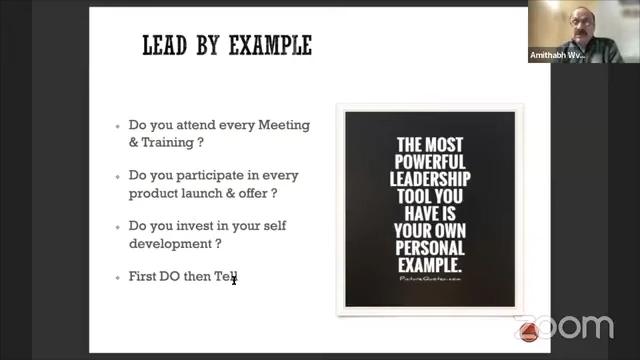 LEAD BY EXAMPLE
Amithabh Wv...
Do you attend every Meeting
& Training ?
Do you participate in every
product launch & offer ?
Do you invest in your self
development ?
First DO then Tell
THE MOST
POWERFUL
LEADERSHIP
TOOL YOU
HAVE IS
YOUR OWN
PERSONAL
EXAMPLE.
PictureQuotes.com
zoom